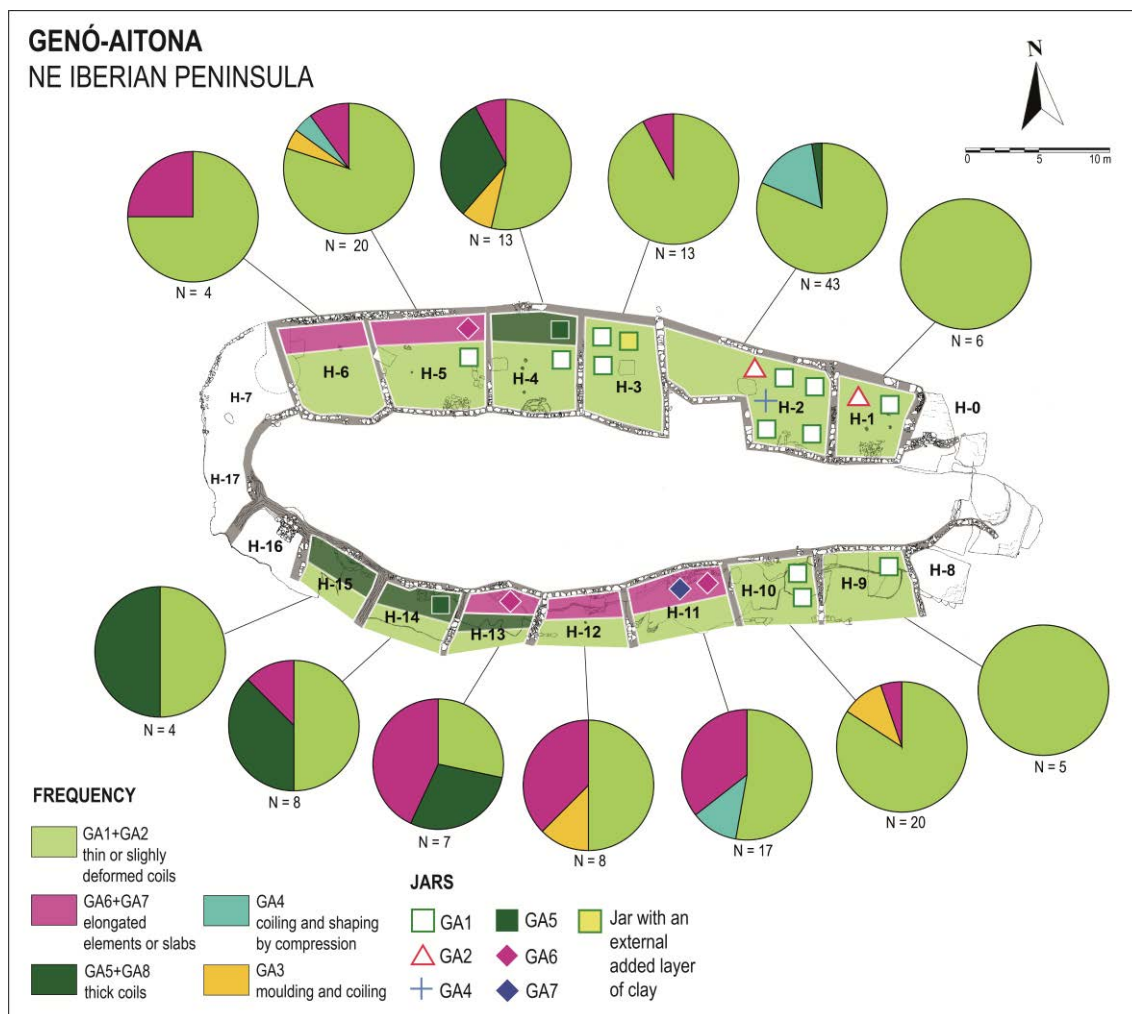 GENÓ-AITONA
NE IBERIAN PENINSULA
N
0 5 10 m
N = 4
N = 20
N = 13
N = 13
N = 43
N = 6
H-7
H-6
H-5
H-4
H-3
H-2
H-1
H-0
H-17
H-16
H-15
H-14
H-13
H-12
H-11
H-10
H-9
H-8
N = 4
N = 8
N = 7
N = 8
N = 17
N = 20
N = 5
FREQUENCY
GA1+GA2
thin or slighly
deformed coils
GA6+GA7
elongated
elements or slabs
GA5+GA8
thick coils
GA4
coiling and shaping
by compression
GA3
moulding and coiling
JARS
GA1
GA2
GA4
GA5
GA6
GA7
Jar with an
external
added layer
of clay